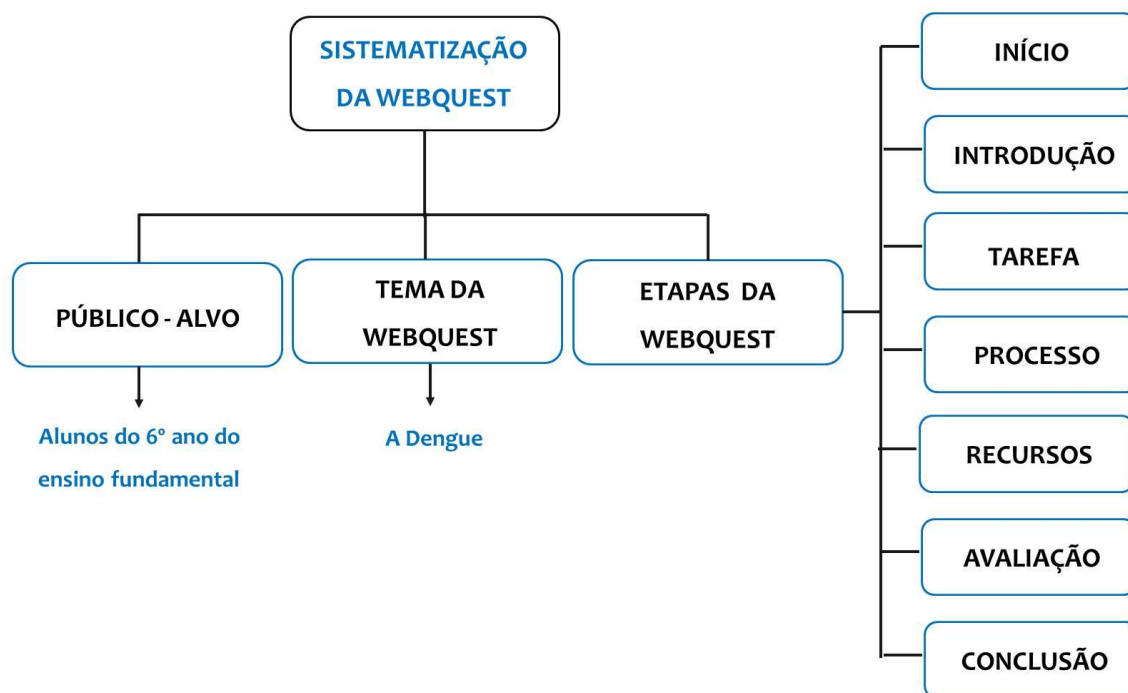 SISTEMATIZAÇÃO
DA WEBQUEST
PÚBLICO - ALVO
Alunos do 6º ano do
ensino fundamental
TEMA DA
WEBQUEST
A Dengue
ETAPAS DA
WEBQUEST
INÍCIO
INTRODUÇÃO
TAREFA
PROCESSO
RECURSOS
AVALIAÇÃO
CONCLUSÃO